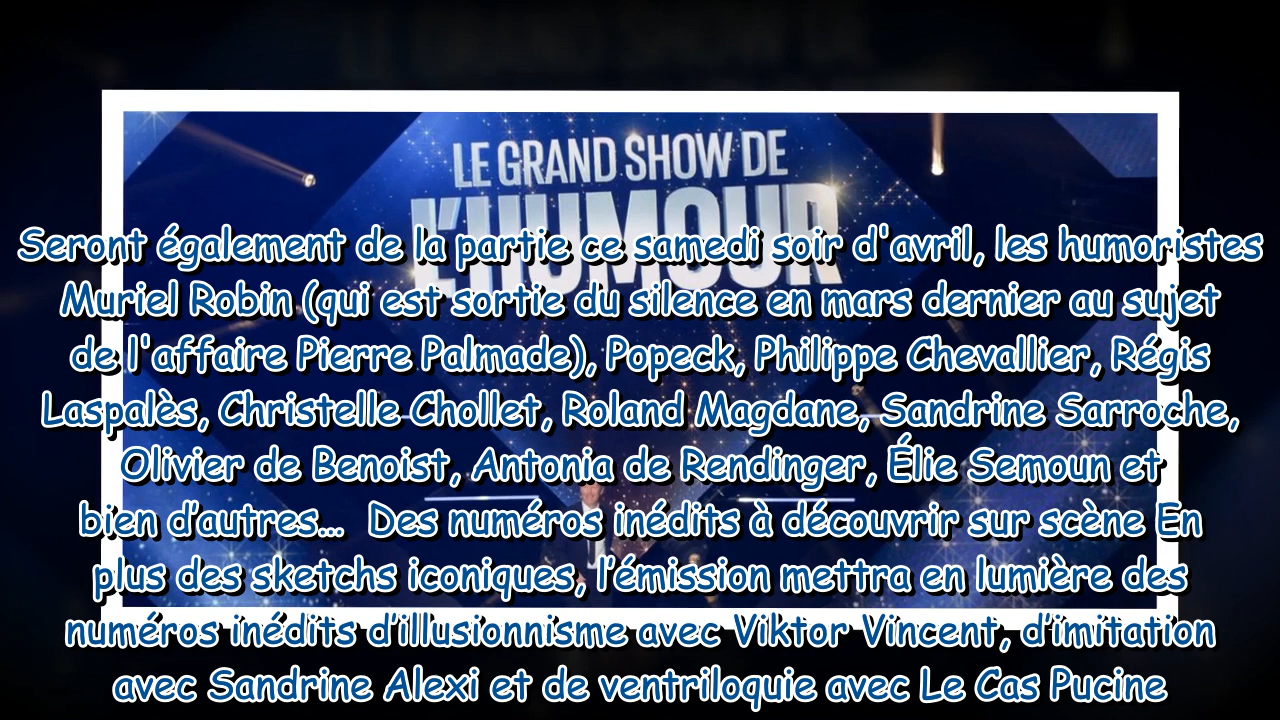 LE GRAND SHOW DE
L'HUMOUR
Seront également de la partie ce samedi soir d'avril, les humoristes
Muriel Robin (qui est sortie du silence en mars dernier au sujet
de l'affaire Pierre Palmade), Popeck, Philippe Chevallier, Régis
Laspalès, Christelle Chollet, Roland Magdane, Sandrine Sarroche,
Olivier de Benoist, Antonia de Rendinger, Élie Semoun et
bien d’autres...  Des numéros inédits à découvrir sur scène En
plus des sketchs iconiques, l’émission mettra en lumière des
numéros inédits d’illusionnisme avec Viktor Vincent, d’imitation
avec Sandrine Alexi et de ventriloquie avec Le Cas Pucine